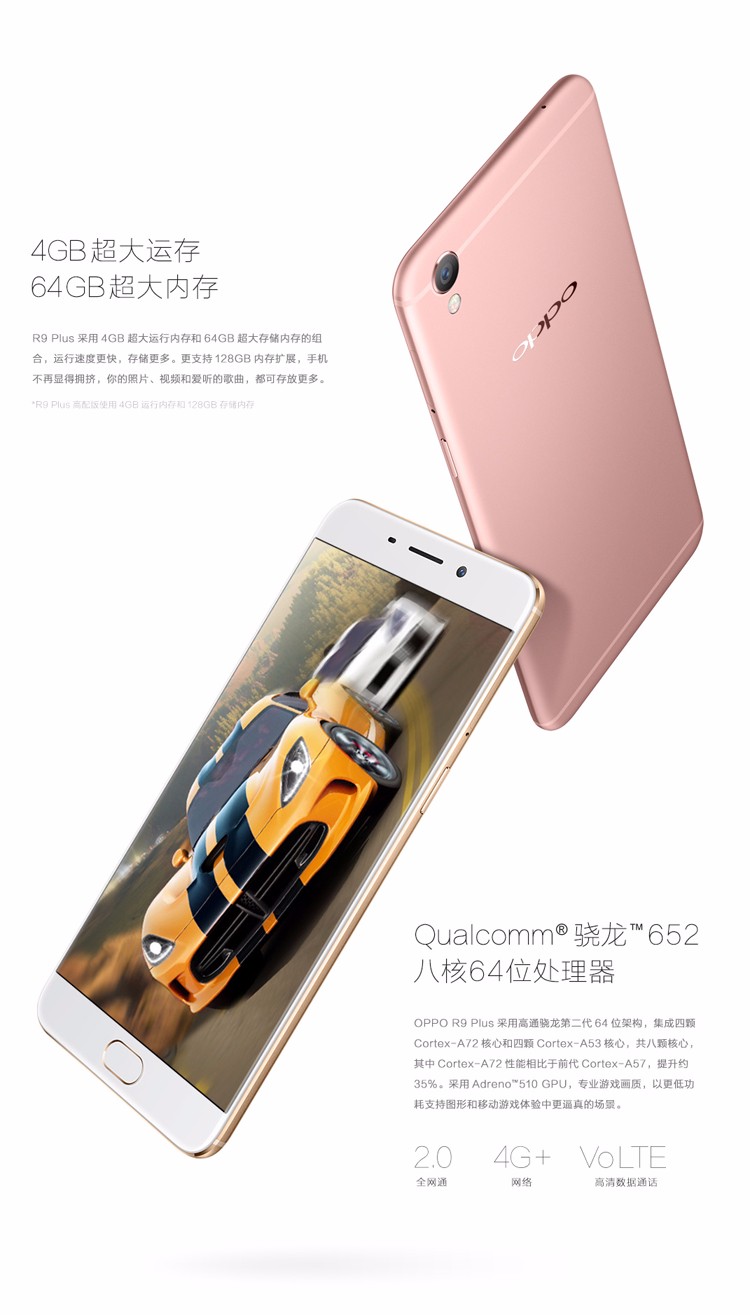 oppo
4GB超大运存
64GB超大内存
R9 Plus 采用 4GB 超大运行内存和 64GB 超大存储内存的组
合，运行速度更快，存储更多。更支持 128GB 内存扩展，手机
不再显得拥挤，你的照片、视频和爱听的歌曲，都可存放更多。
*R9 Plus 高配版使用 4GB 运行内存和 128GB 存储内存
Qualcomm® 骁龙™ 652
八核64位处理器
OPPO R9 Plus 采用高通骁龙第二代 64 位架构，集成四颗
Cortex-A72 核心和四颗 Cortex-A53 核心，共八颗核心，
其中 Cortex-A72 性能相比于前代 Cortex-A57，提升约
35%。采用 Adreno™510 GPU，专业游戏画质，以更低功
耗支持图形和移动游戏体验中更逼真的场景。
2.0 4G+ VoLTE
全网通 网络 高清数据通话